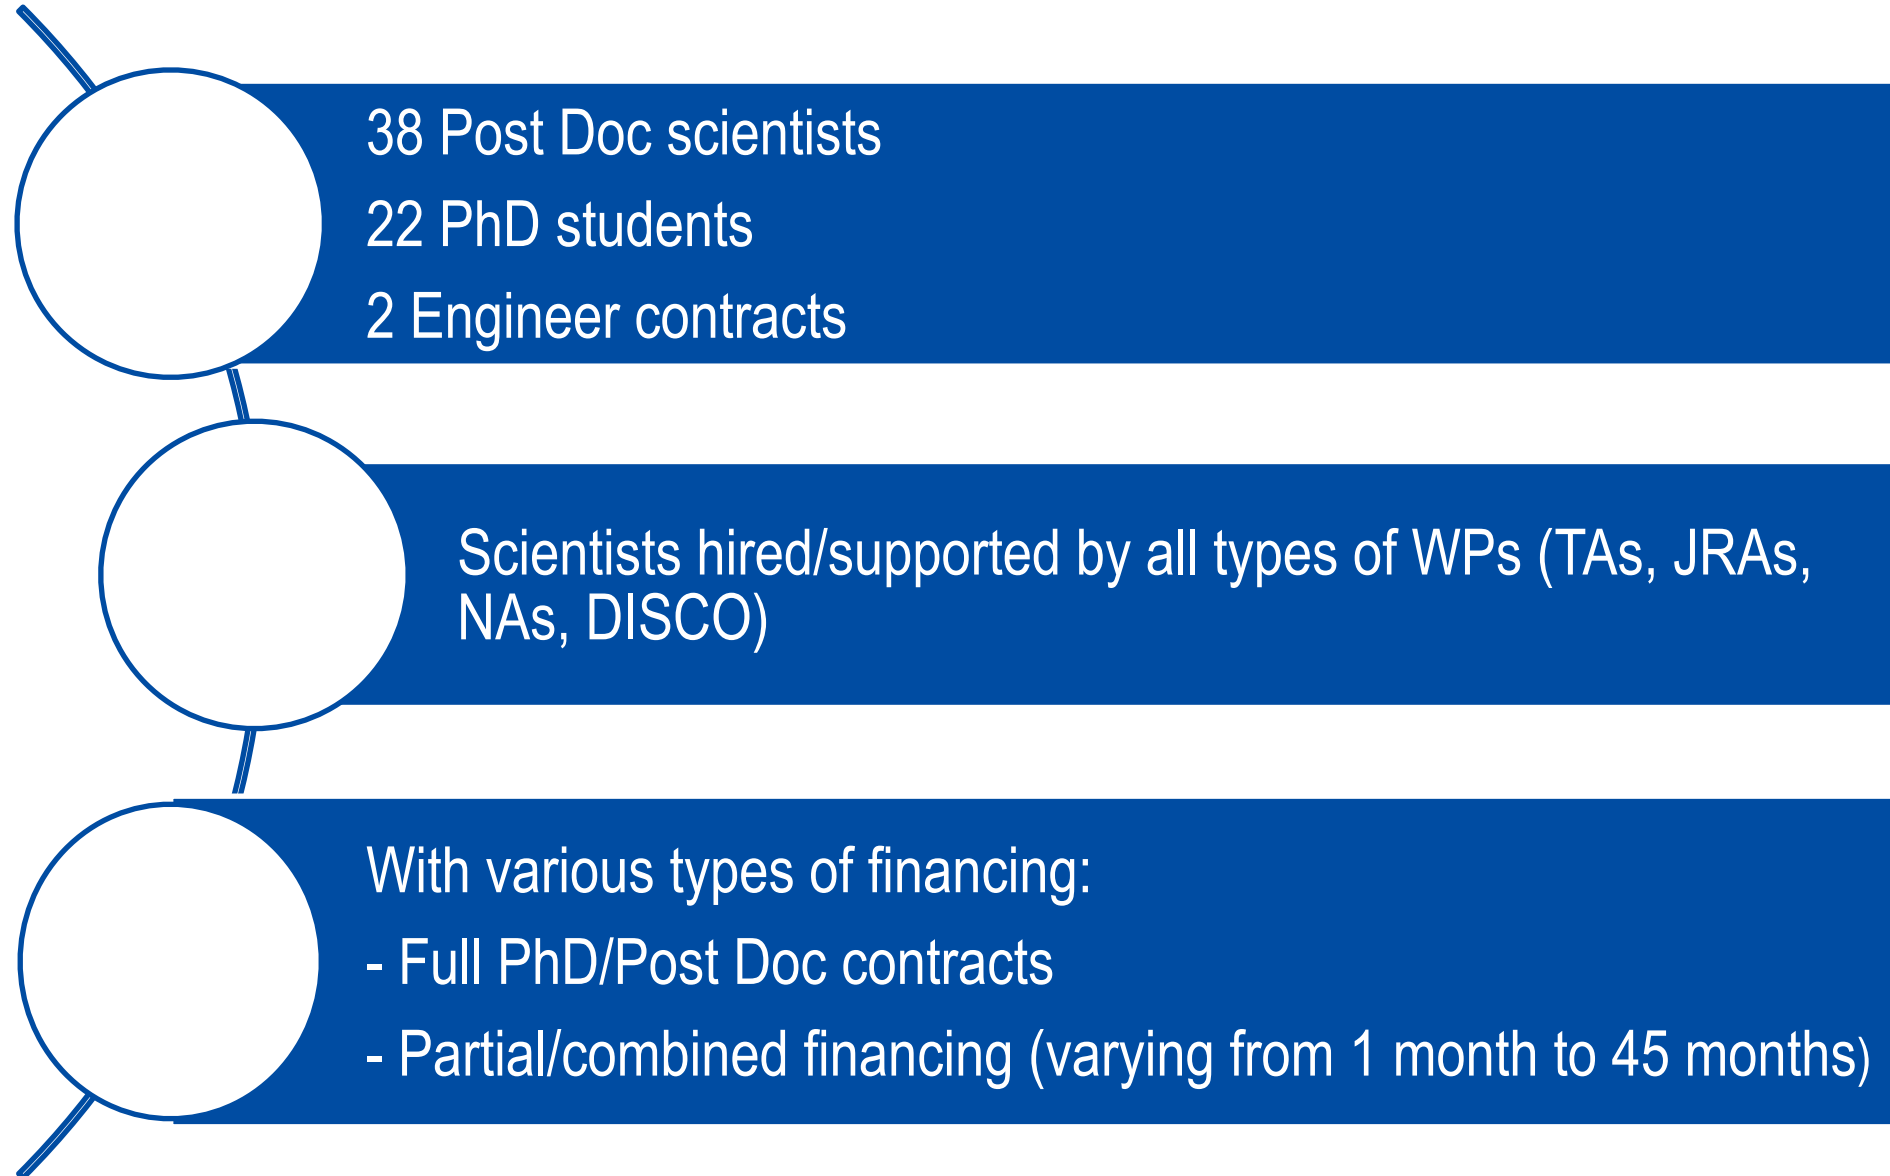 38 Post Doc scientists
22 PhD students
2 Engineer contracts
Scientists hired/supported by all types of WPs (TAs, JRAs,
NAs, DISCO)
With various types of financing:
- Full PhD/Post Doc contracts
- Partial/combined financing (varying from 1 month to 45 months)